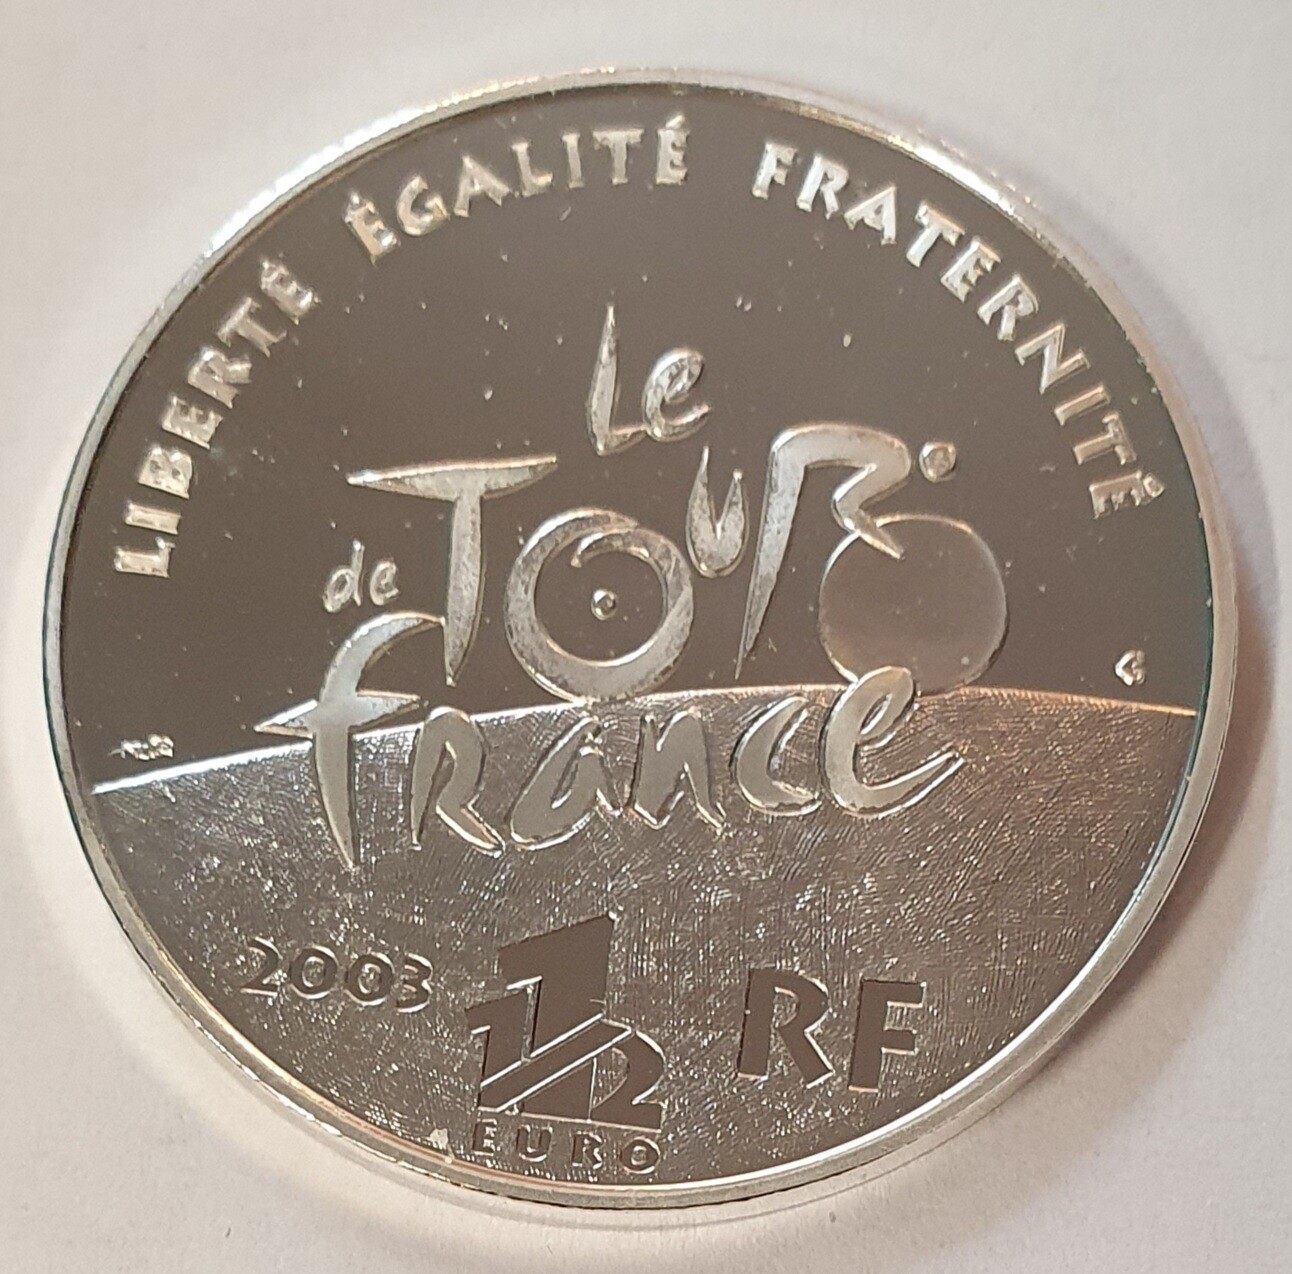 LIBERTÉ ÉGALITÉ FRATERNITÉ
Le
TOUR
de
france
2003
1 1/2
RF
EURO